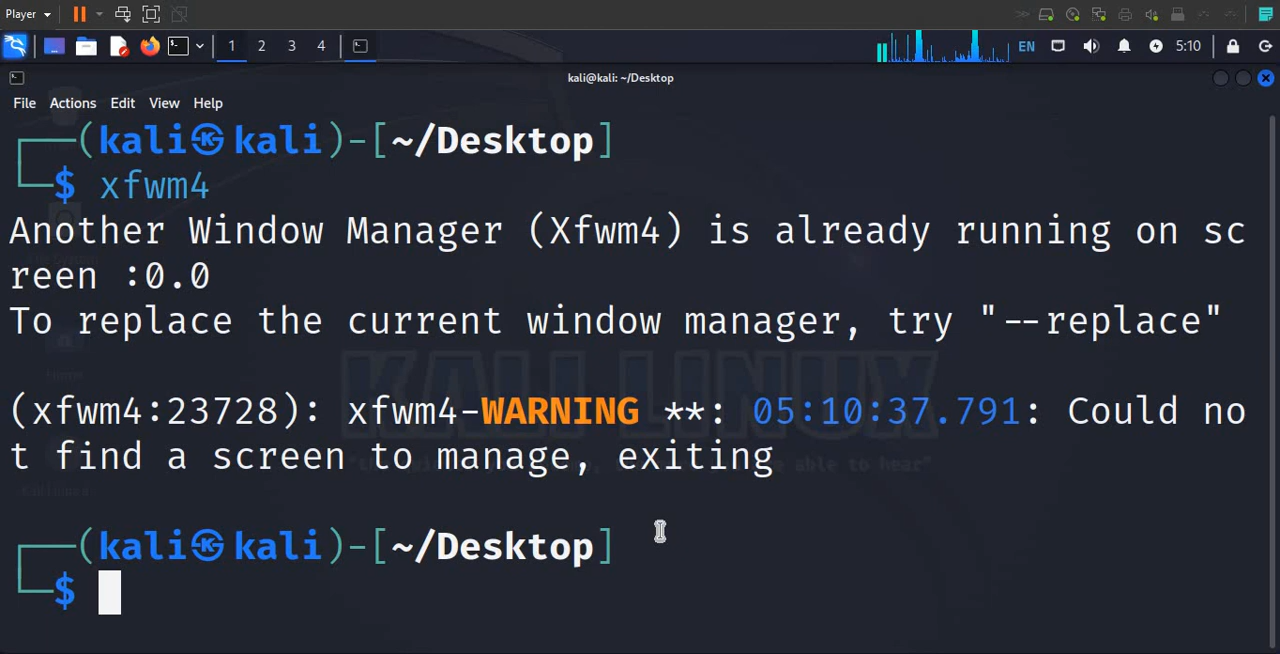 Player
1 2 3 4
EN
5:10
kali@kali: ~/Desktop
File Actions Edit View Help
(kali㉿kali)-[~/Desktop]
$ xfwm4
Another Window Manager (Xfwm4) is already running on sc
reen :0.0
To replace the current window manager, try "--replace"
(xfwm4:23728): xfwm4-WARNING **: 05:10:37.791: Could no
t find a screen to manage, exiting
KALI LINUX
(kali㉿kali)-[~/Desktop]
$